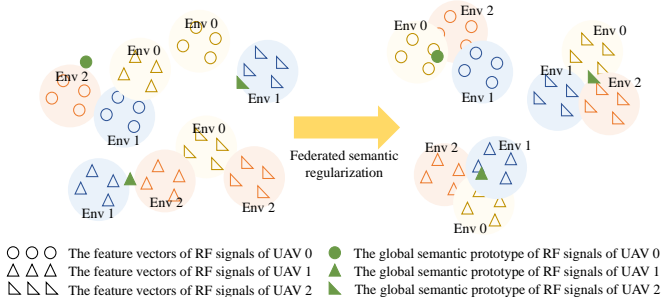 Env 0
Env 2
Env 0
Env 0
Env 2
Env 1
Env 2
Env 1
Env 0
Env 1
Env 1
Env 0
Env 2
Federated semantic
regularization
Env 2
Env 1
Env 1
Env 2
Env 2
Env 0
The feature vectors of RF signals of UAV 0
The global semantic prototype of RF signals of UAV 0
The feature vectors of RF signals of UAV 1
The global semantic prototype of RF signals of UAV 1
The feature vectors of RF signals of UAV 2
The global semantic prototype of RF signals of UAV 2